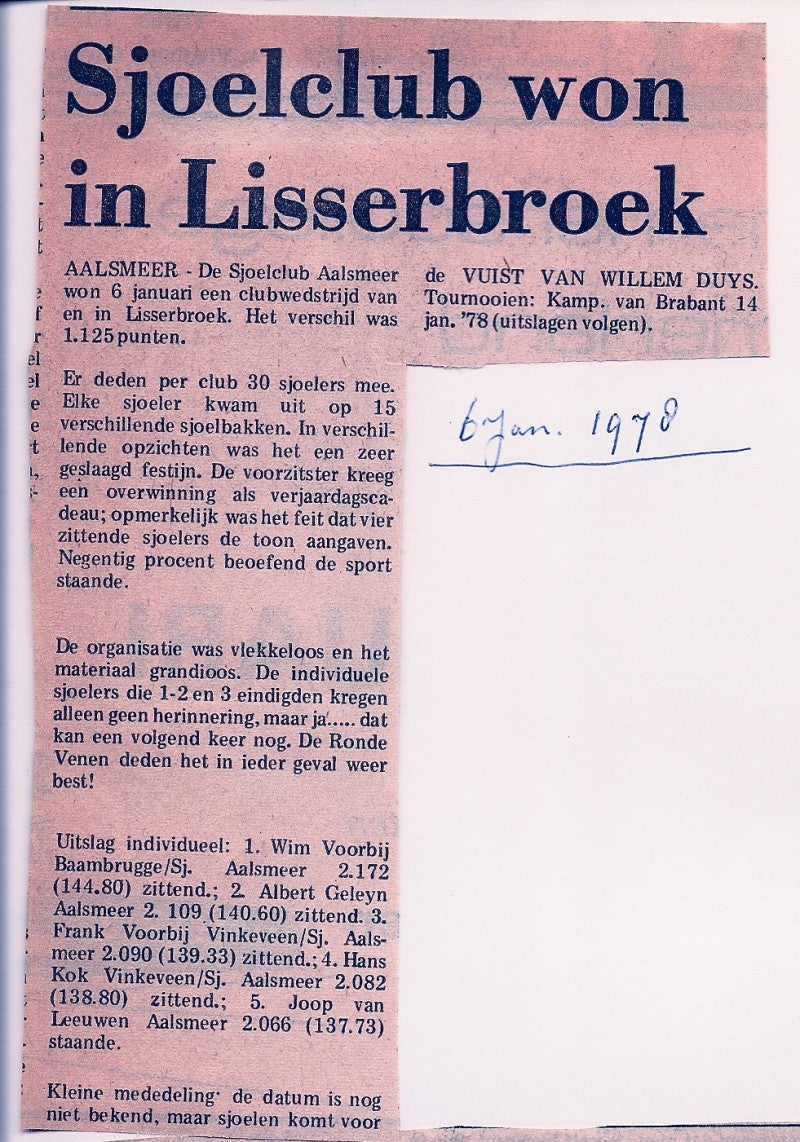 Sjoelclub won
in Lisserbroek
AALSMEER - De Sjoelclub Aalsmeer
won 6 januari een clubwedstrijd van
en in Lisserbroek. Het verschil was
1.125 punten.
Er deden per club 30 sjoelers mee.
Elke sjoeler kwam uit op 15
verschillende sjoelbakken. In verschil-
lende opzichten was het een zeer
geslaagd festijn. De voorzitster kreeg
een overwinning als verjaardagsca-
deau; opmerkelijk was het feit dat vier
zittende sjoelers de toon aangaven.
Negentig procent beoefend de sport
staande.
De organisatie was vlekkeloos en het
materiaal grandioos. De individuele
sjoelers die 1-2 en 3 eindigden kregen
alleen geen herinnering, maar ja..... dat
kan een volgend keer nog. De Ronde
Venen deden het in ieder geval weer
best!
Uitslag individueel: 1. Wim Voorbij
Baambrugge/Sj. Aalsmeer 2.172
(144.80) zittend.; 2. Albert Geleyn
Aalsmeer 2. 109 (140.60) zittend. 3.
Frank Voorbij Vinkeveen/Sj. Aals-
meer 2.090 (139.33) zittend.; 4. Hans
Kok Vinkeveen/Sj. Aalsmeer 2.082
(138.80) zittend.; 5. Joop van
Leeuwen Aalsmeer 2.066 (137.73)
staande.
Kleine mededeling: de datum is nog
niet bekend, maar sjoelen komt voor
de VUIST VAN WILLEM DUYS.
Tournooien: Kamp. van Brabant 14
jan. '78 (uitslagen volgen).
6 Jan. 1978